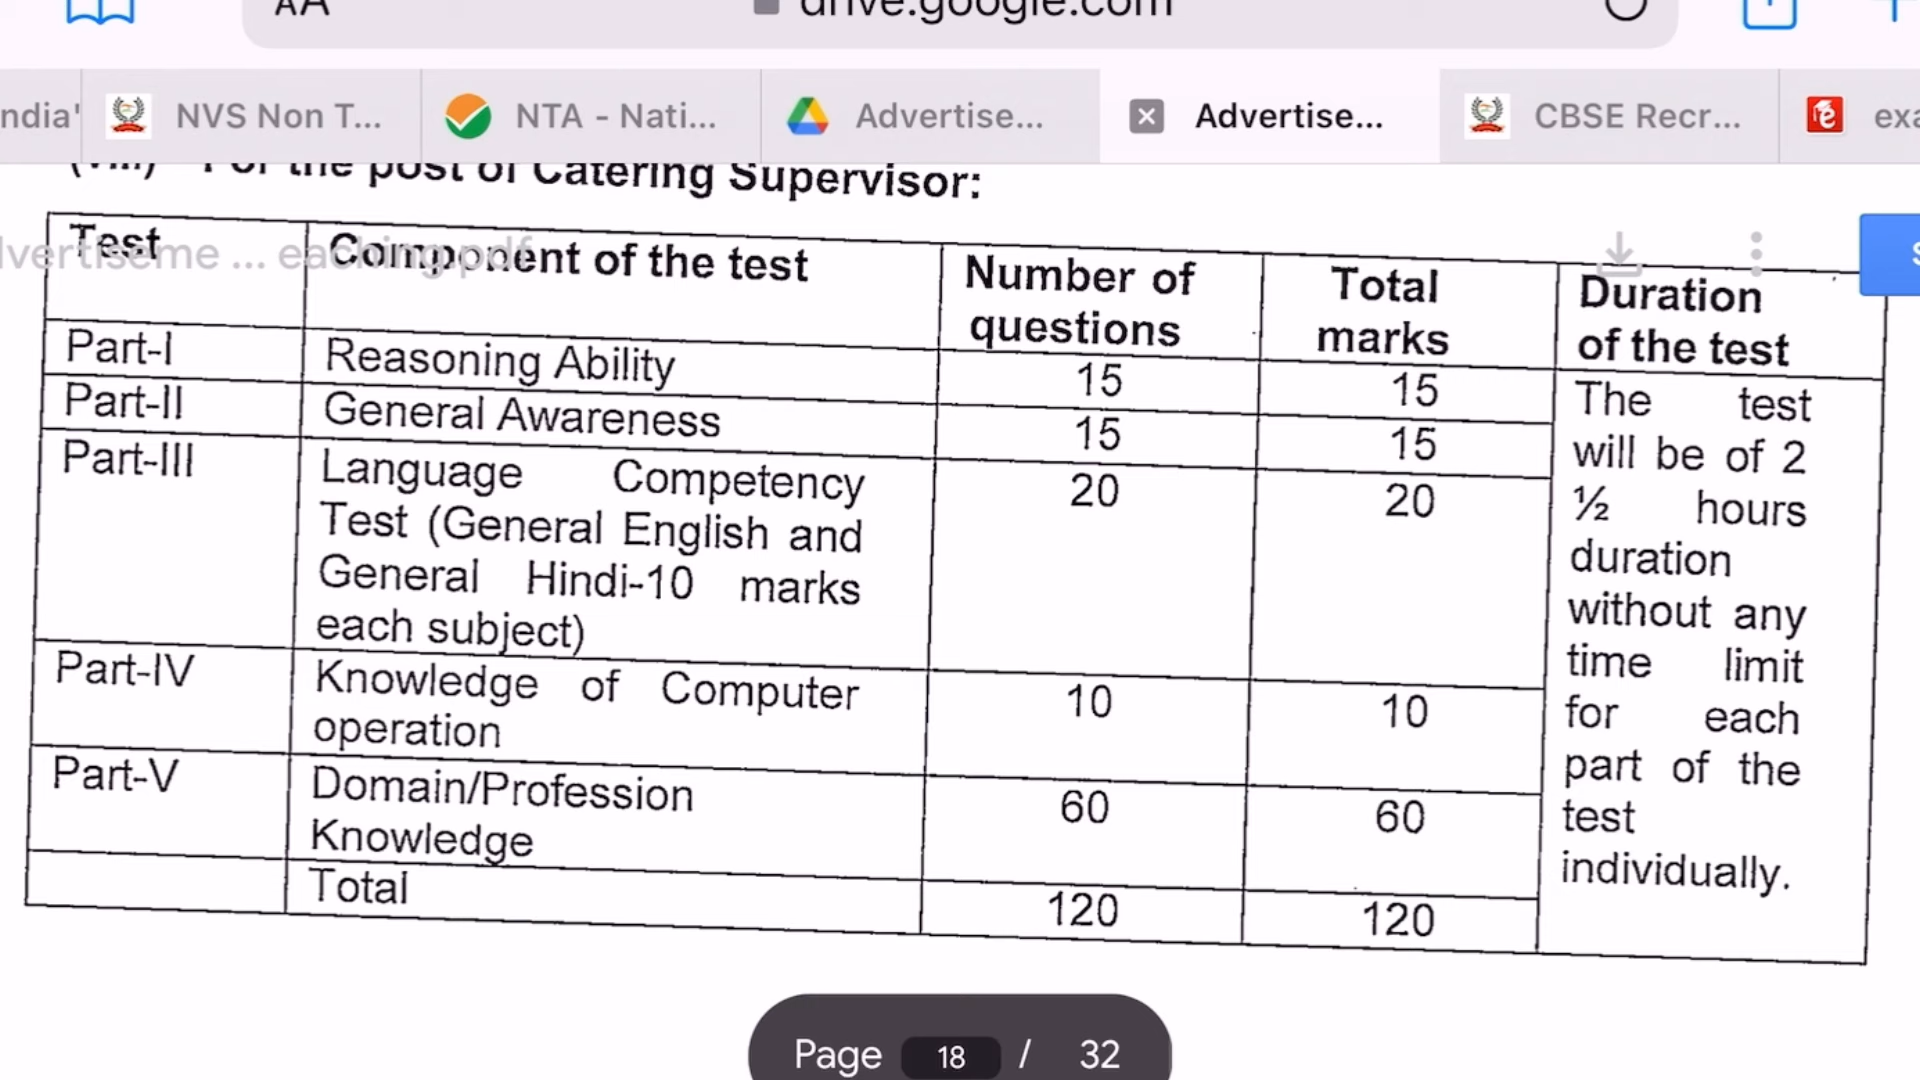 AA drive.google.com
ndia' NVS Non T... NTA - Nati... Advertise... Advertise... CBSE Recr... exa
(viii) For the post of Catering Supervisor:
vertiseme ... eaching.pdf
Test Component of the test Number of questions Total marks Duration of the test
Part-I Reasoning Ability 15 15
Part-II General Awareness 15 15
Part-III Language Competency 20 20
Test (General English and
General Hindi-10 marks
each subject)
Part-IV Knowledge of Computer 10 10
operation
Part-V Domain/Profession 60 60
Knowledge
Total 120 120
The test
will be of 2
½ hours
duration
without any
time limit
for each
part of the
test
individually.
Page 18 / 32